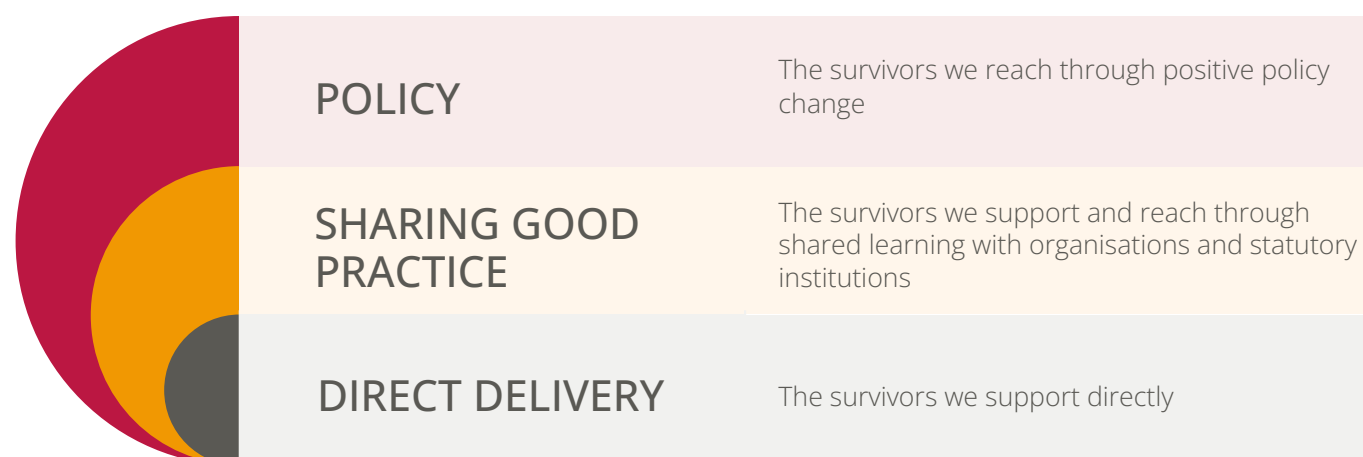 POLICY
The survivors we reach through positive policy
change
SHARING GOOD
PRACTICE
The survivors we support and reach through
shared learning with organisations and statutory
institutions
DIRECT DELIVERY
The survivors we support directly